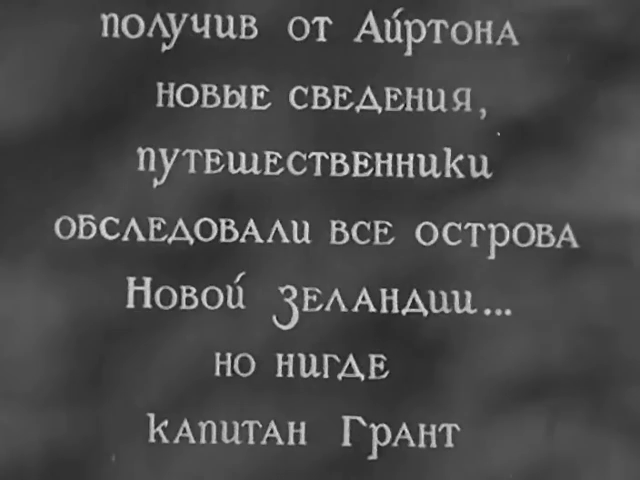 получив от Айртона
новые сведения,
путешественники
обследовали все острова
Новой Зеландии...
но нигде
капитан Грант